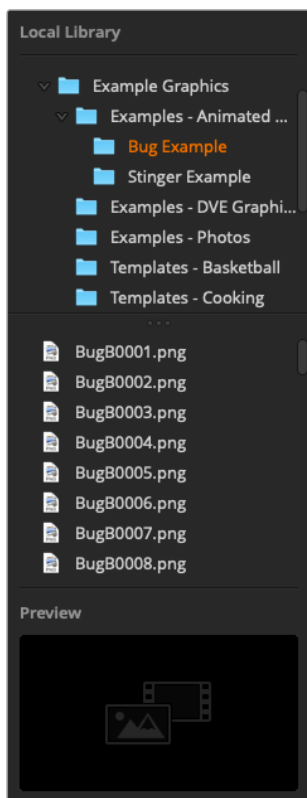 Local Library
Example Graphics
Examples - Animated ...
Bug Example
Stinger Example
Examples - DVE Graphi...
Examples - Photos
Templates - Basketball
Templates - Cooking
BugB0001.png
BugB0002.png
BugB0003.png
BugB0004.png
BugB0005.png
BugB0006.png
BugB0007.png
BugB0008.png
Preview